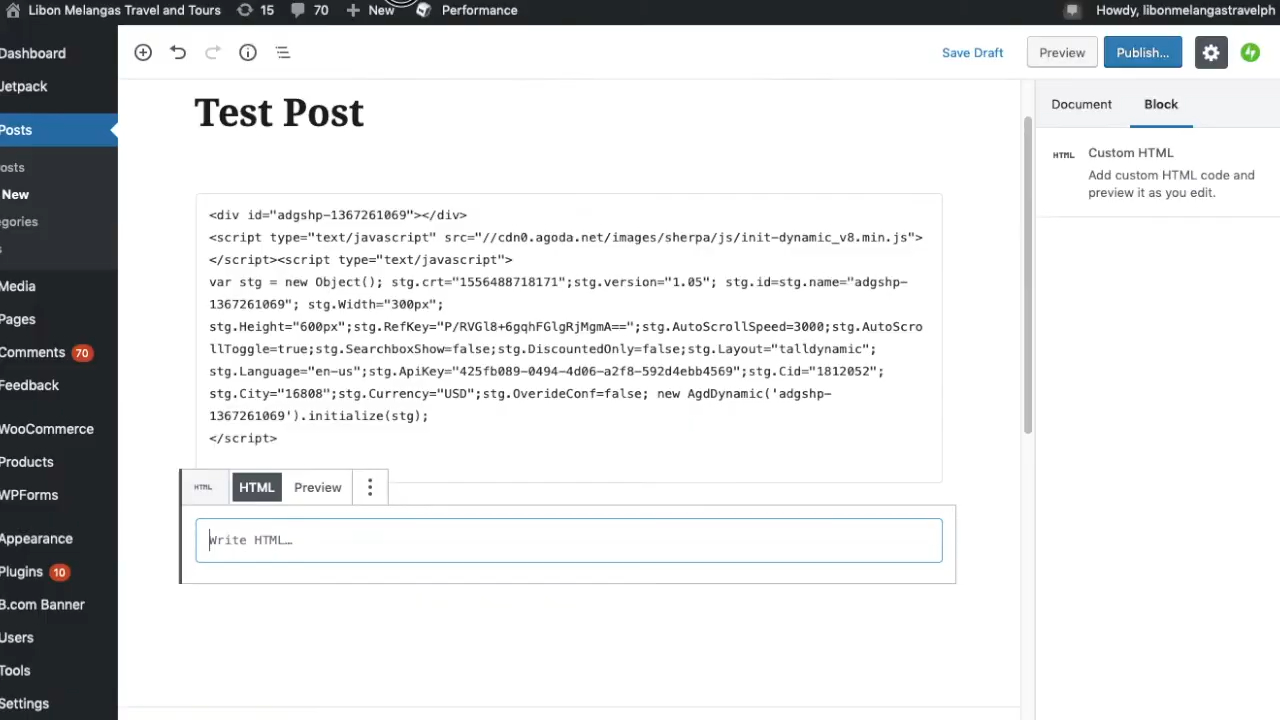 Libon Melangas Travel and Tours 15 70 New Performance Howdy, libonmelangastravelph
Dashboard
Jetpack
Posts
osts
New
egories
s
Media
Pages
Comments 70
Feedback
WooCommerce
Products
WPForms
Appearance
Plugins 10
B.com Banner
Users
Tools
Settings
Save Draft Preview Publish...
Test Post
<div id="adgshp-1367261069"></div>
<script type="text/javascript" src="//cdn0.agoda.net/images/sherpa/js/init-dynamic_v8.min.js">
</script><script type="text/javascript">
var stg = new Object(); stg.crt="1556488718171";stg.version="1.05"; stg.id=stg.name="adgshp-
1367261069"; stg.Width="300px";
stg.Height="600px";stg.RefKey="P/RVGl8+6gqhFGlgRjMgmA==";stg.AutoScrollSpeed=3000;stg.AutoScro
llToggle=true;stg.SearchboxShow=false;stg.DiscountedOnly=false;stg.Layout="talldynamic";
stg.Language="en-us";stg.ApiKey="425fb089-0494-4d06-a2f8-592d4ebb4569";stg.Cid="1812052";
stg.City="16808";stg.Currency="USD";stg.OverideConf=false; new AgdDynamic('adgshp-
1367261069').initialize(stg);
</script>
HTML HTML Preview
Write HTML…
Document Block
HTML Custom HTML
Add custom HTML code and
preview it as you edit.